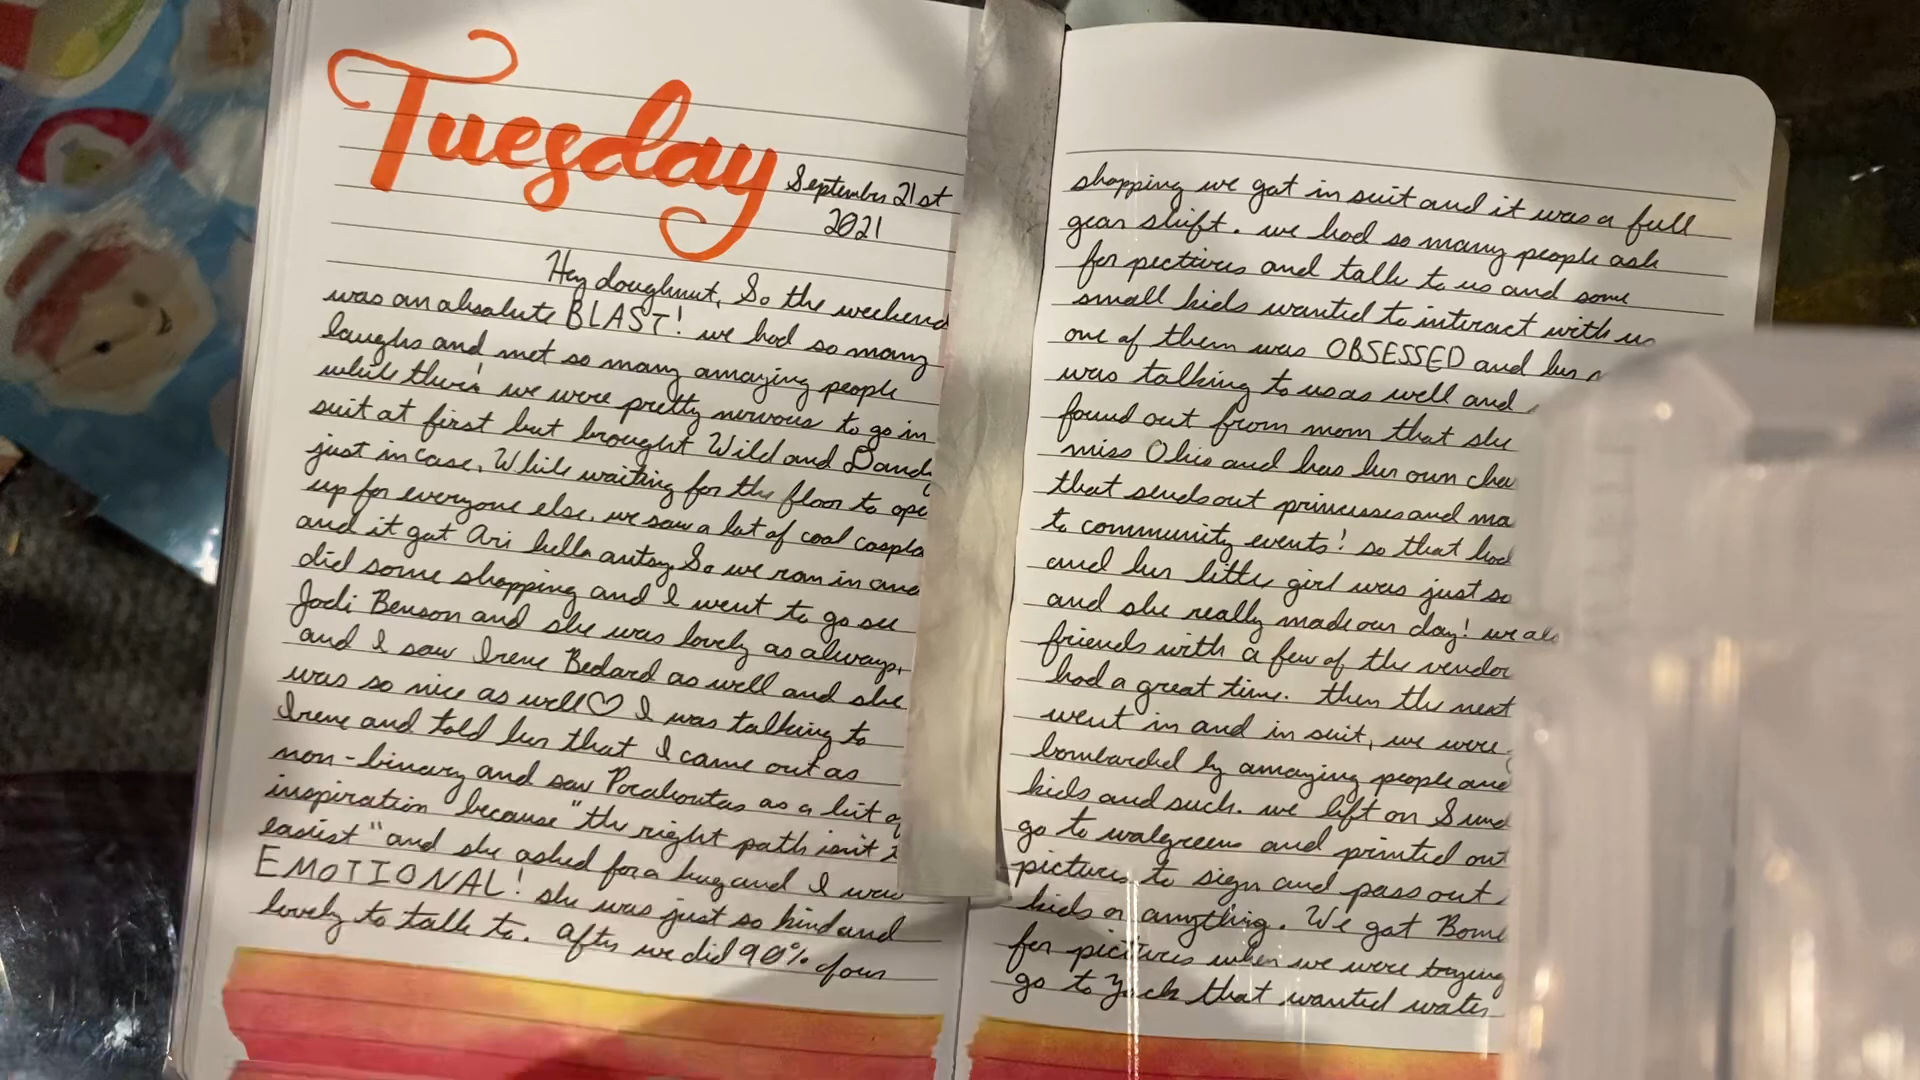 Tuesday
September 21st
2021
Hey doughnut, So the weekend
was an absolute BLAST! we had so many
laughs and met so many amazing people
while there! we were pretty nervous to go in
suit at first but brought Wild and Dandy
just in case. While waiting for the floor to ope
up for everyone else, we saw a lot of cool cospla
and it got Ari hella antsy. So we ran in and
did some shopping and I went to go see
Jodi Benson and she was lovely as always,
and I saw Irene Bedard as well and she
was so nice as well♡ I was talking to
Irene and told her that I came out as
non-binary and saw Pocahontas as a bit of
inspiration because "the right path isn't
easiest" and she asked for a hug and I was
EMOTIONAL! she was just so kind and
lovely to talk to. after we did 90% of our
shopping we got in suit and it was a full
gear shift. we had so many people ask
for pectures and talk to us and some
small kids wanted to interact with us
one of them was OBSESSED and her
was talking to us as well and
found out from mom that she
miss Ohio and has her own cha
that sends out princesses and ma
to community events! so that had
and her little girl was just so
and she really made our day! we als
friends with a few of the vendor
had a great time. then the next
went in and in suit, we were
bombarded by amazing people and
kids and such. we left on Sund
go to walgreens and printed out
pictures to sign and pass out
kids or anything. We got Bomb
for pictures when we were trying
go to that wanted water